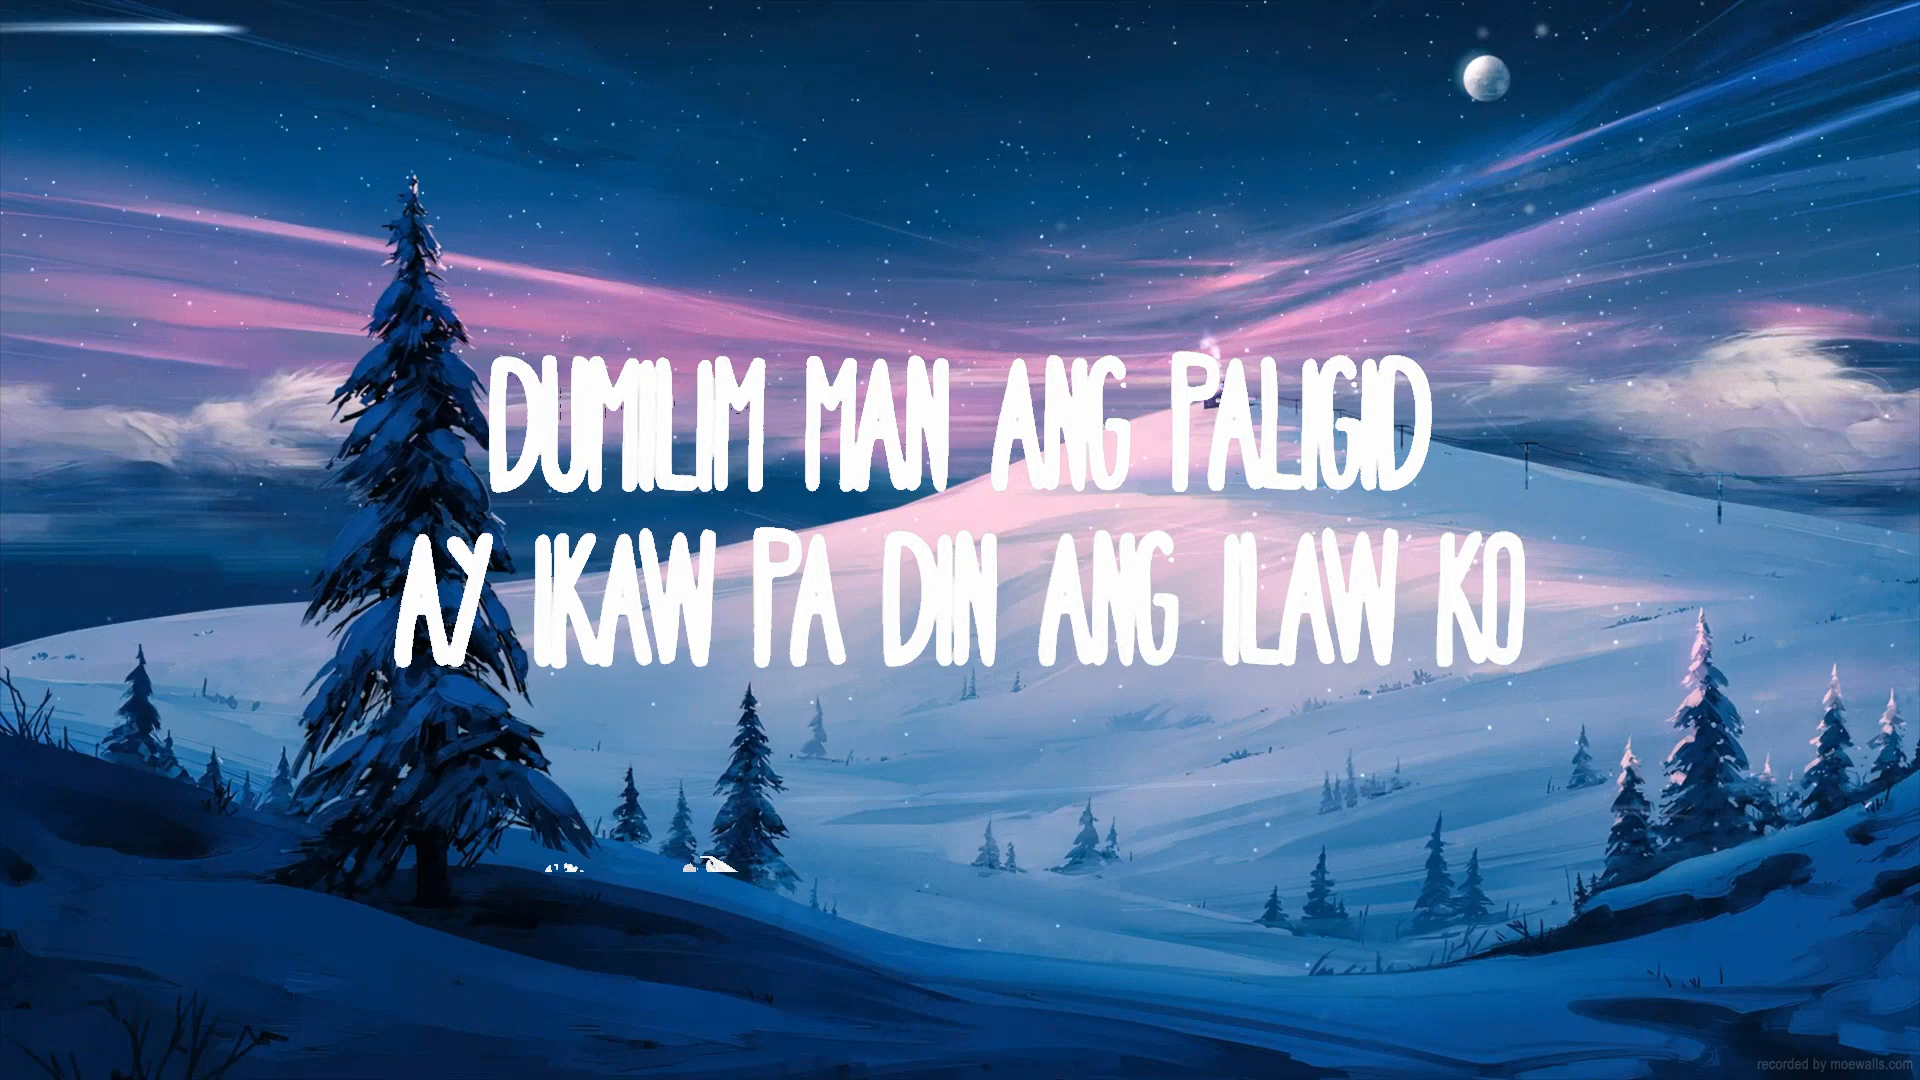 DUMILIM MAN ANG PALIGID
AY IKAW PA DIN ANG ILAW KO
recorded by moewalls.com